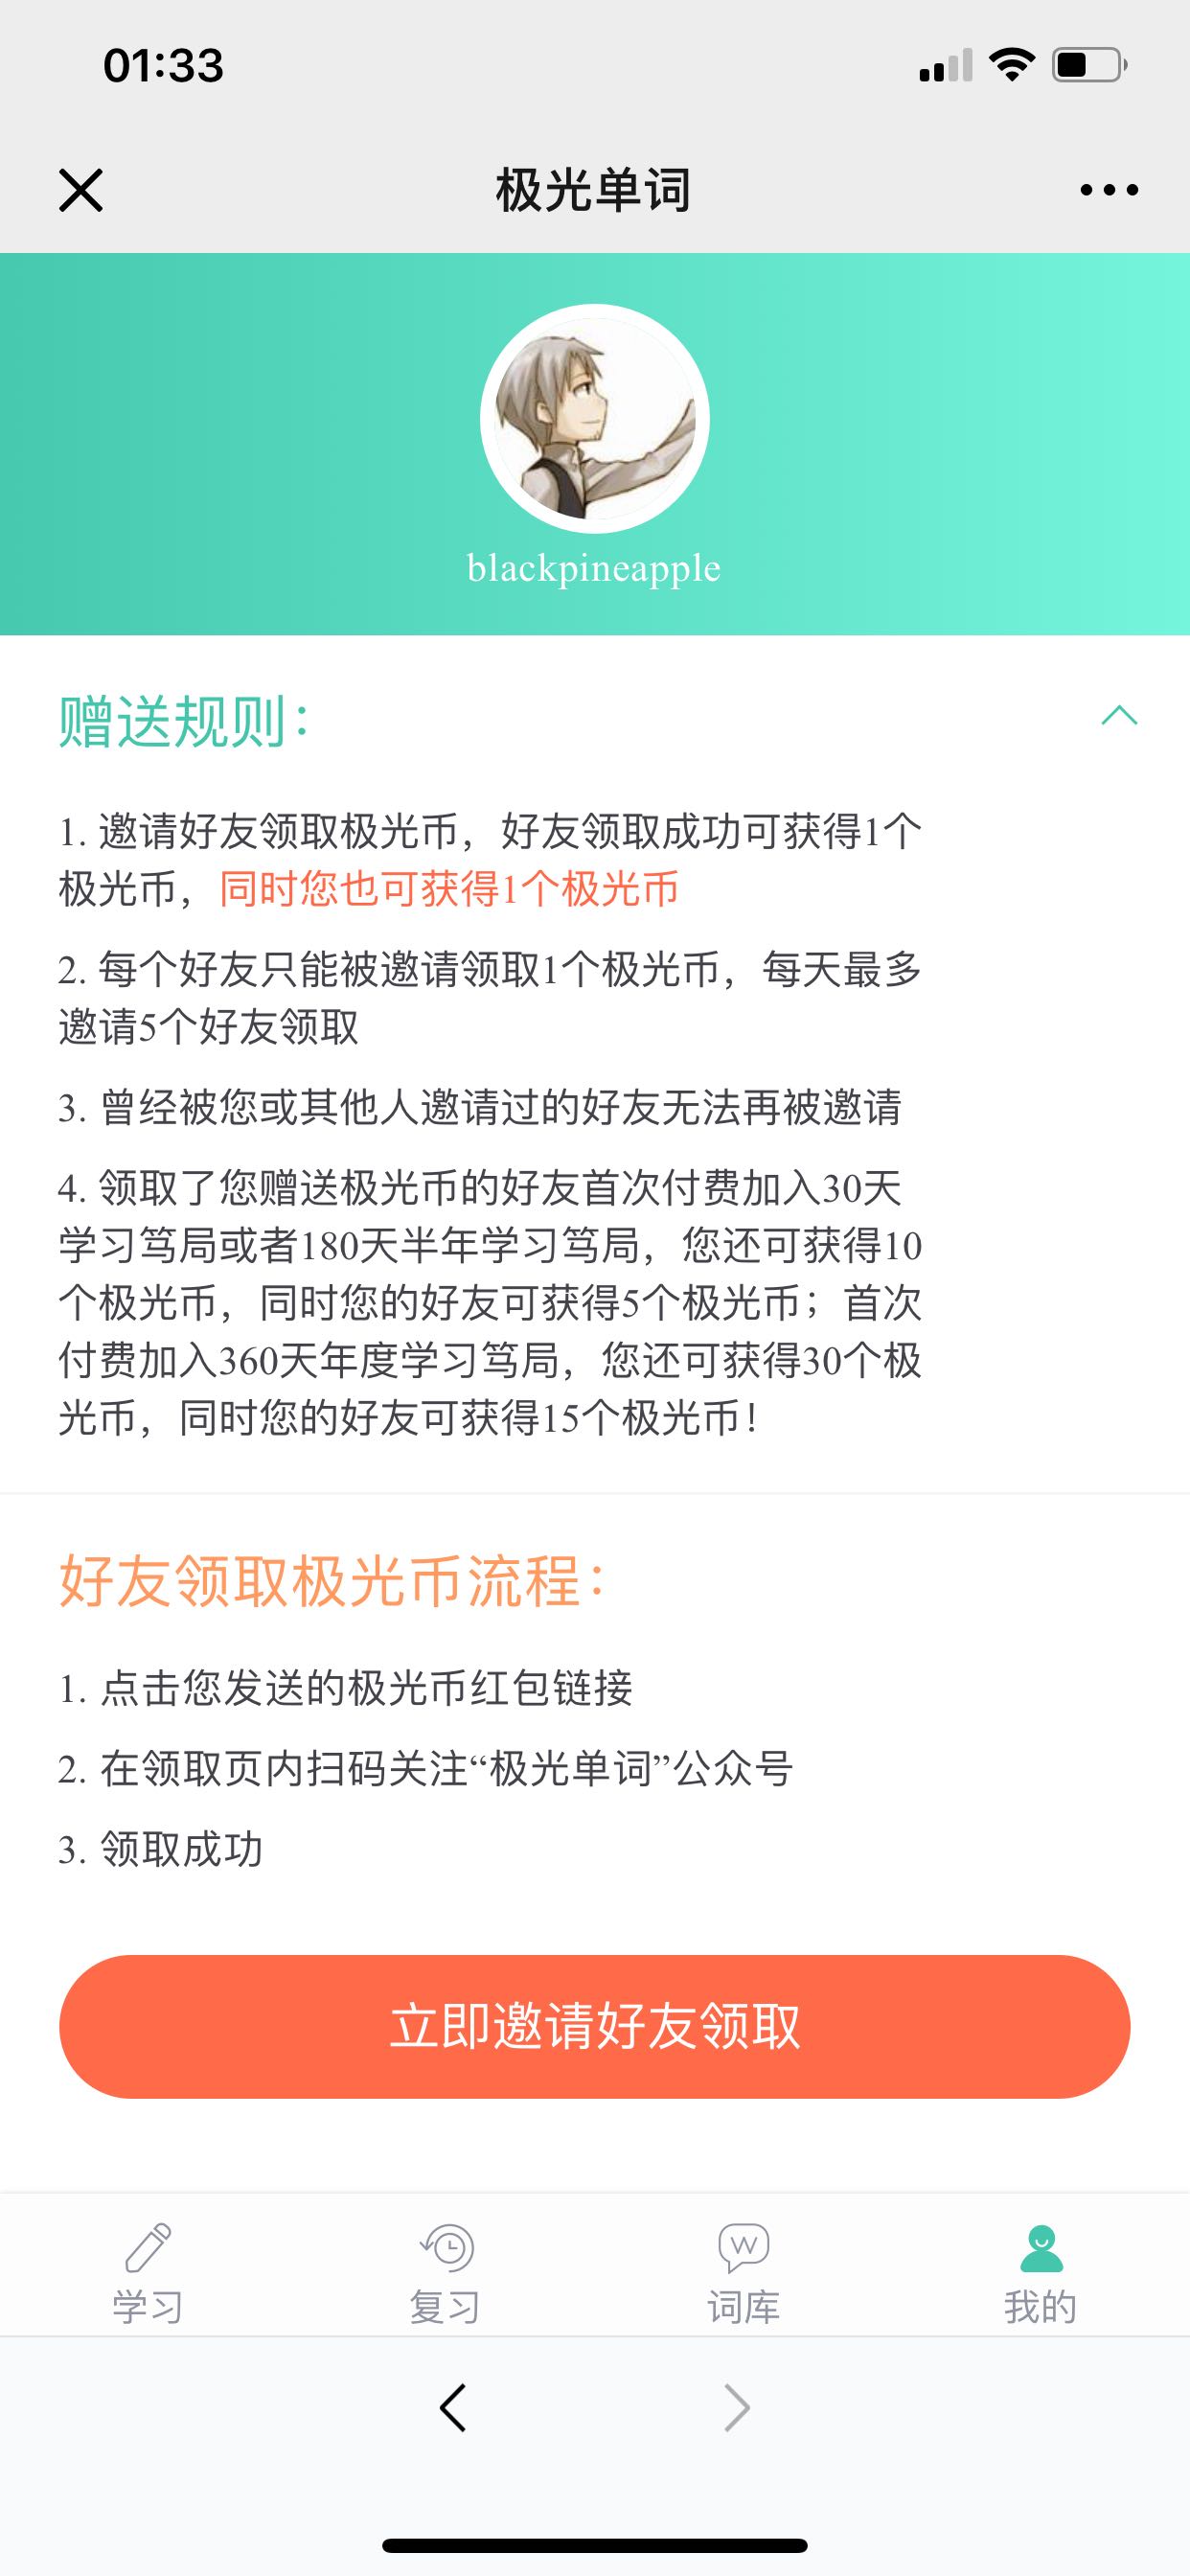 01:33
极光单词
blackpineapple
赠送规则：
1. 邀请好友领取极光币，好友领取成功可获得1个
极光币，同时您也可获得1个极光币
2. 每个好友只能被邀请领取1个极光币，每天最多
邀请5个好友领取
3. 曾经被您或其他人邀请过的好友无法再被邀请
4. 领取了您赠送极光币的好友首次付费加入30天
学习笃局或者180天半年学习笃局，您还可获得10
个极光币，同时您的好友可获得5个极光币；首次
付费加入360天年度学习笃局，您还可获得30个极
光币，同时您的好友可获得15个极光币！
好友领取极光币流程：
1. 点击您发送的极光币红包链接
2. 在领取页内扫码关注“极光单词”公众号
3. 领取成功
立即邀请好友领取
W
学习 复习 词库 我的